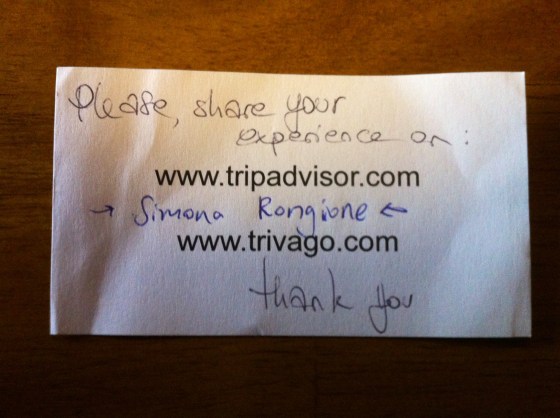 Please, share your
experience on:
www.tripadvisor.com
→ Simona Rongione ←
www.trivago.com
thank you